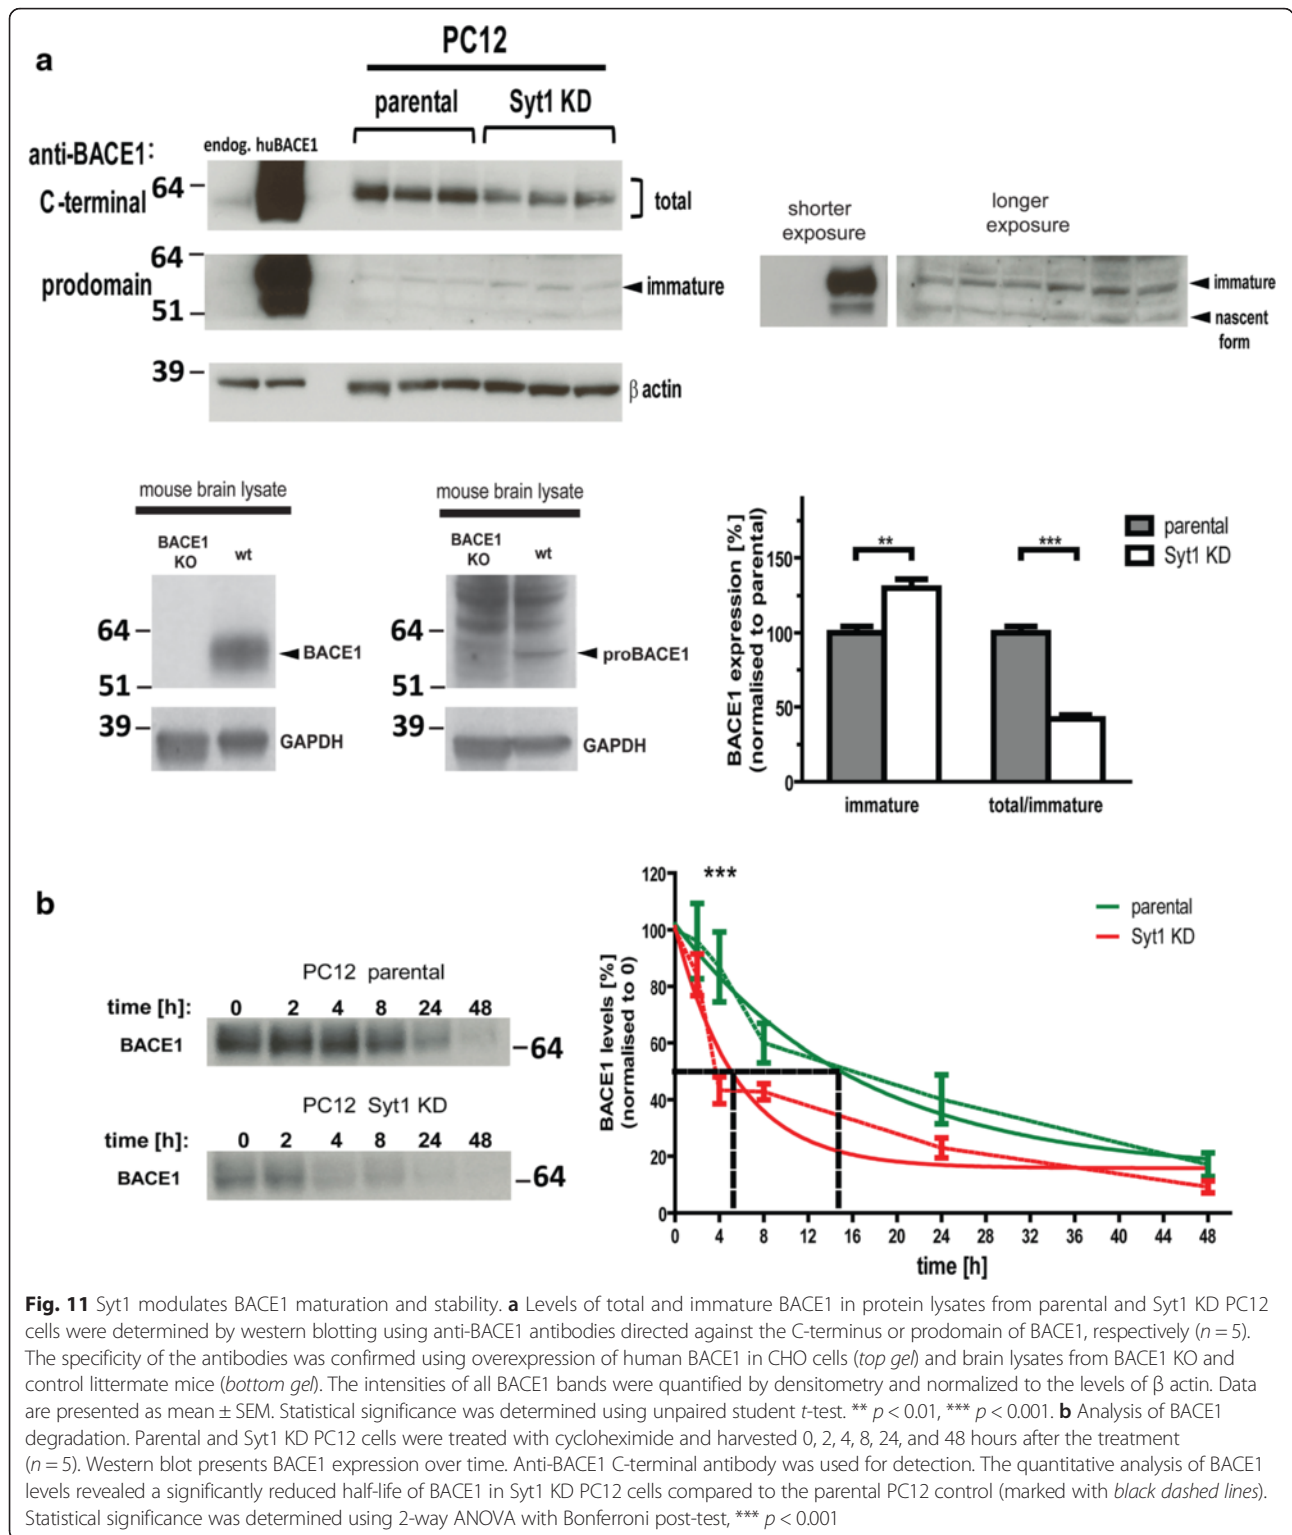 a
PC12
parental
Syt1 KD
anti-BACE1:
endog. huBACE1
C-terminal
64
total
prodomain
64
51
immature
39
β actin
shorter
exposure
longer
exposure
immature
nascent
form
mouse brain lysate
BACE1
KO
wt
64
51
39
BACE1
GAPDH
mouse brain lysate
BACE1
KO
wt
64
51
39
proBACE1
GAPDH
BACE1 expression [%]
(normalised to parental)
150
100
50
0
**
***
parental
Syt1 KD
immature
total/immature
b
PC12 parental
time [h]: 0 2 4 8 24 48
BACE1
64
PC12 Syt1 KD
time [h]: 0 2 4 8 24 48
BACE1
64
BACE1 levels [%]
(normalised to 0)
120
100
80
60
40
20
0
***
parental
Syt1 KD
0 4 8 12 16 20 24 28 32 36 40 44 48
time [h]
Fig. 11 Syt1 modulates BACE1 maturation and stability. a Levels of total and immature BACE1 in protein lysates from parental and Syt1 KD PC12
cells were determined by western blotting using anti-BACE1 antibodies directed against the C-terminus or prodomain of BACE1, respectively (n = 5).
The specificity of the antibodies was confirmed using overexpression of human BACE1 in CHO cells (top gel) and brain lysates from BACE1 KO and
control littermate mice (bottom gel). The intensities of all BACE1 bands were quantified by densitometry and normalized to the levels of β actin. Data
are presented as mean ± SEM. Statistical significance was determined using unpaired student t-test. ** p < 0.01, *** p < 0.001. b Analysis of BACE1
degradation. Parental and Syt1 KD PC12 cells were treated with cycloheximide and harvested 0, 2, 4, 8, 24, and 48 hours after the treatment
(n = 5). Western blot presents BACE1 expression over time. Anti-BACE1 C-terminal antibody was used for detection. The quantitative analysis of BACE1
levels revealed a significantly reduced half-life of BACE1 in Syt1 KD PC12 cells compared to the parental PC12 control (marked with black dashed lines).
Statistical significance was determined using 2-way ANOVA with Bonferroni post-test, *** p < 0.001